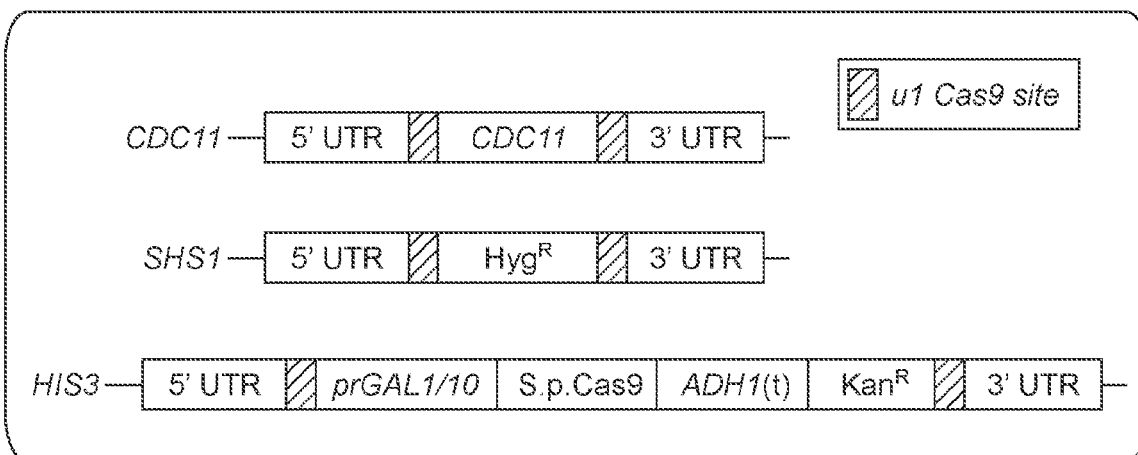 u1 Cas9 site
CDC11 5' UTR CDC11 3' UTR
SHS1 5' UTR Hyg^R 3' UTR
HIS3 5' UTR prGAL1/10 S.p.Cas9 ADH1(t) Kan^R 3' UTR